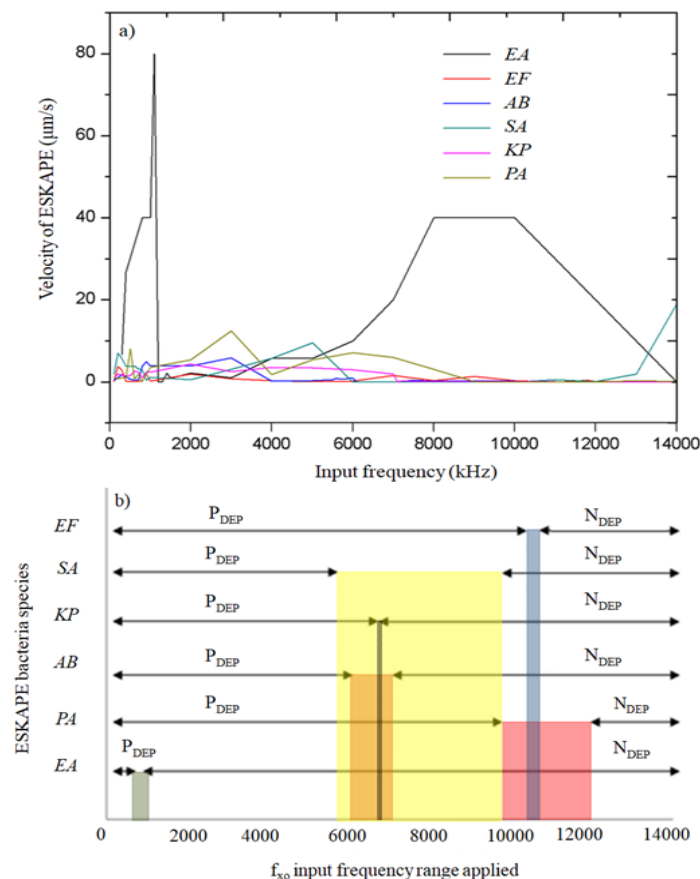 a)
80
60
40
20
0
Velocity of ESKAPE (µm/s)
EA
EF
AB
SA
KP
PA
0 2000 4000 6000 8000 10000 12000 14000
Input frequency (kHz)
b)
ESKAPE bacteria species
EF PDEP NDEP
SA PDEP NDEP
KP PDEP NDEP
AB PDEP NDEP
PA PDEP NDEP
EA PDEP NDEP
0 2000 4000 6000 8000 10000 12000 14000
fxo input frequency range applied